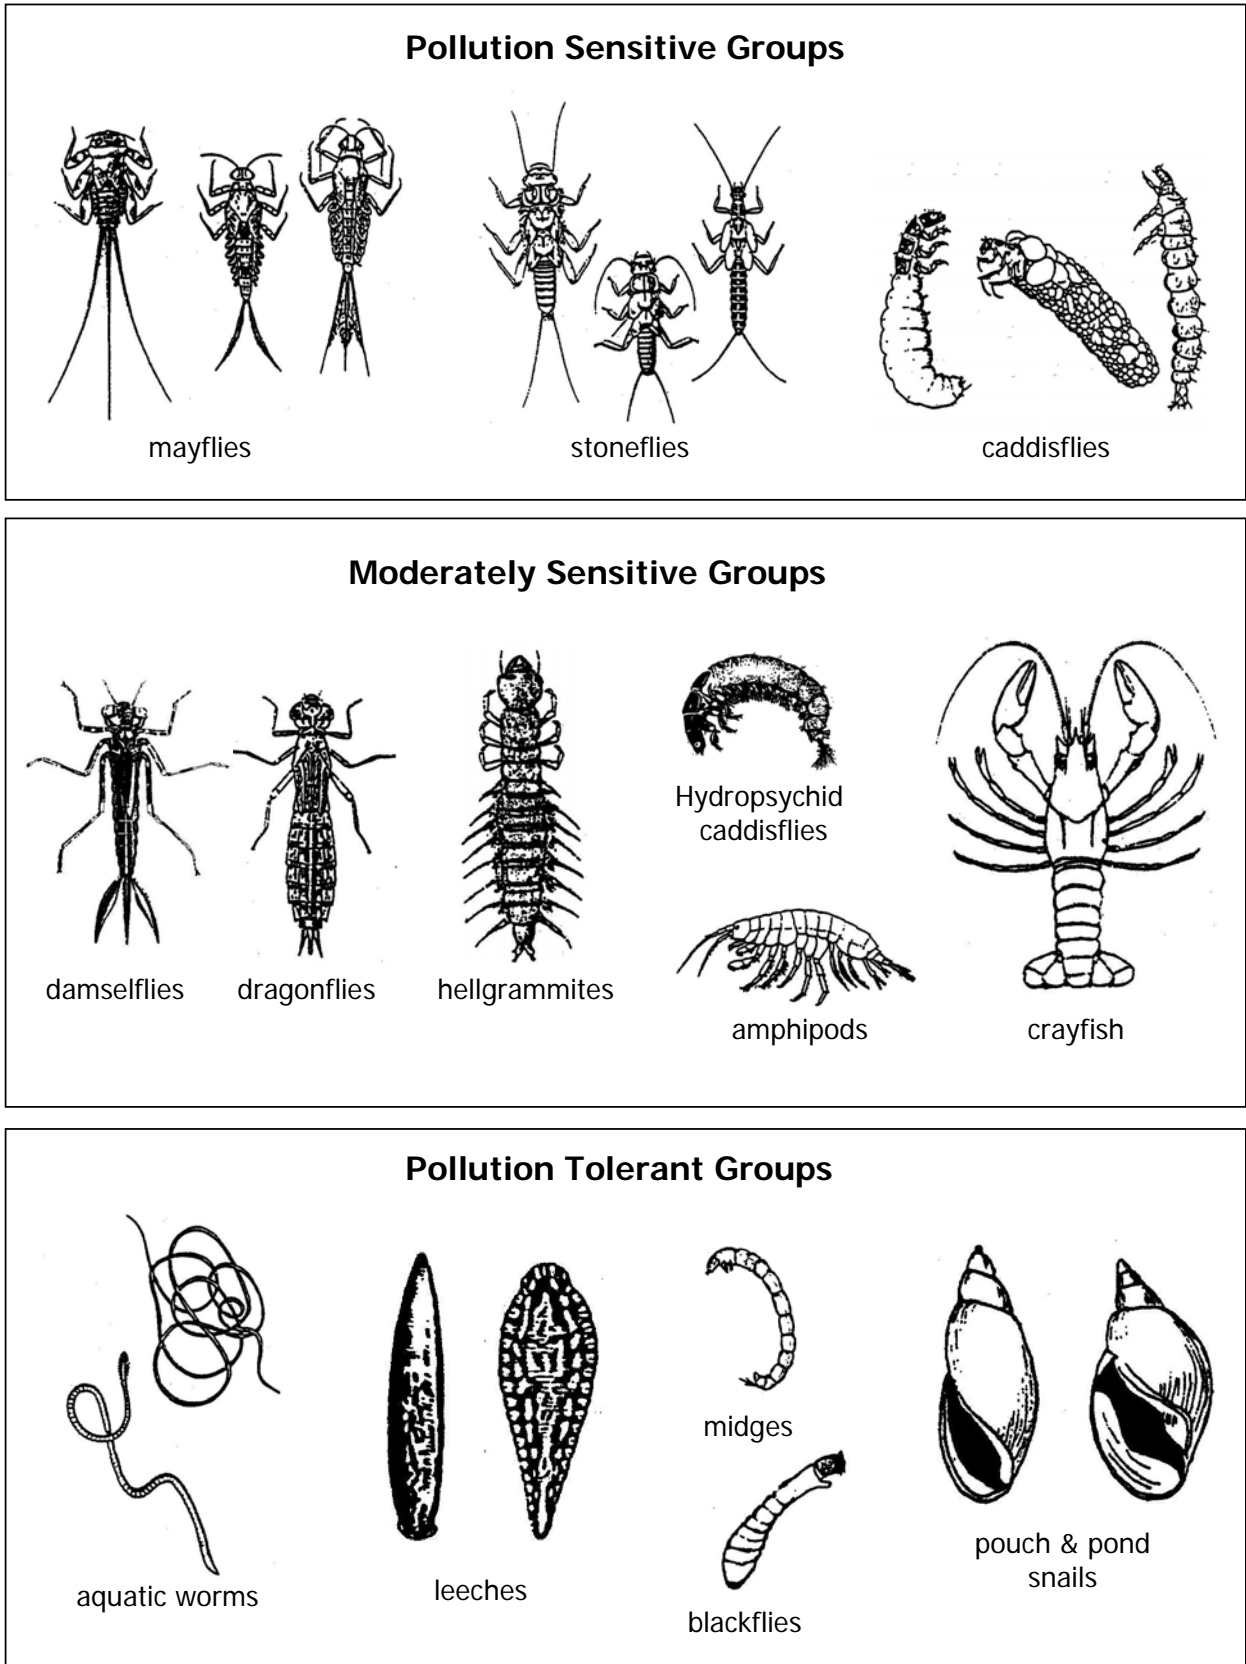 Pollution Sensitive Groups
mayflies
stoneflies
caddisflies
Moderately Sensitive Groups
damselflies
dragonflies
hellgrammites
Hydropsychid
caddisflies
amphipods
crayfish
Pollution Tolerant Groups
aquatic worms
leeches
midges
blackflies
pouch & pond
snails